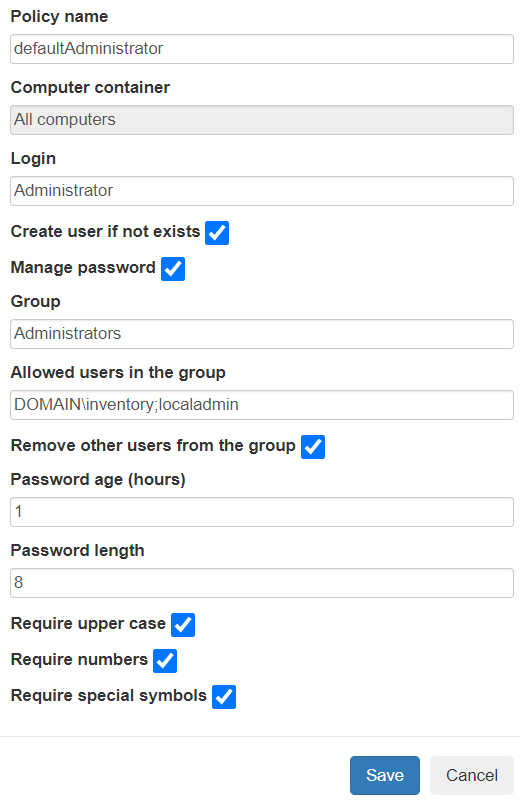 Policy name
defaultAdministrator
Computer container
All computers
Login
Administrator
Create user if not exists
Manage password
Group
Administrators
Allowed users in the group
DOMAIN\inventory;localadmin
Remove other users from the group
Password age (hours)
1
Password length
8
Require upper case
Require numbers
Require special symbols
Save Cancel